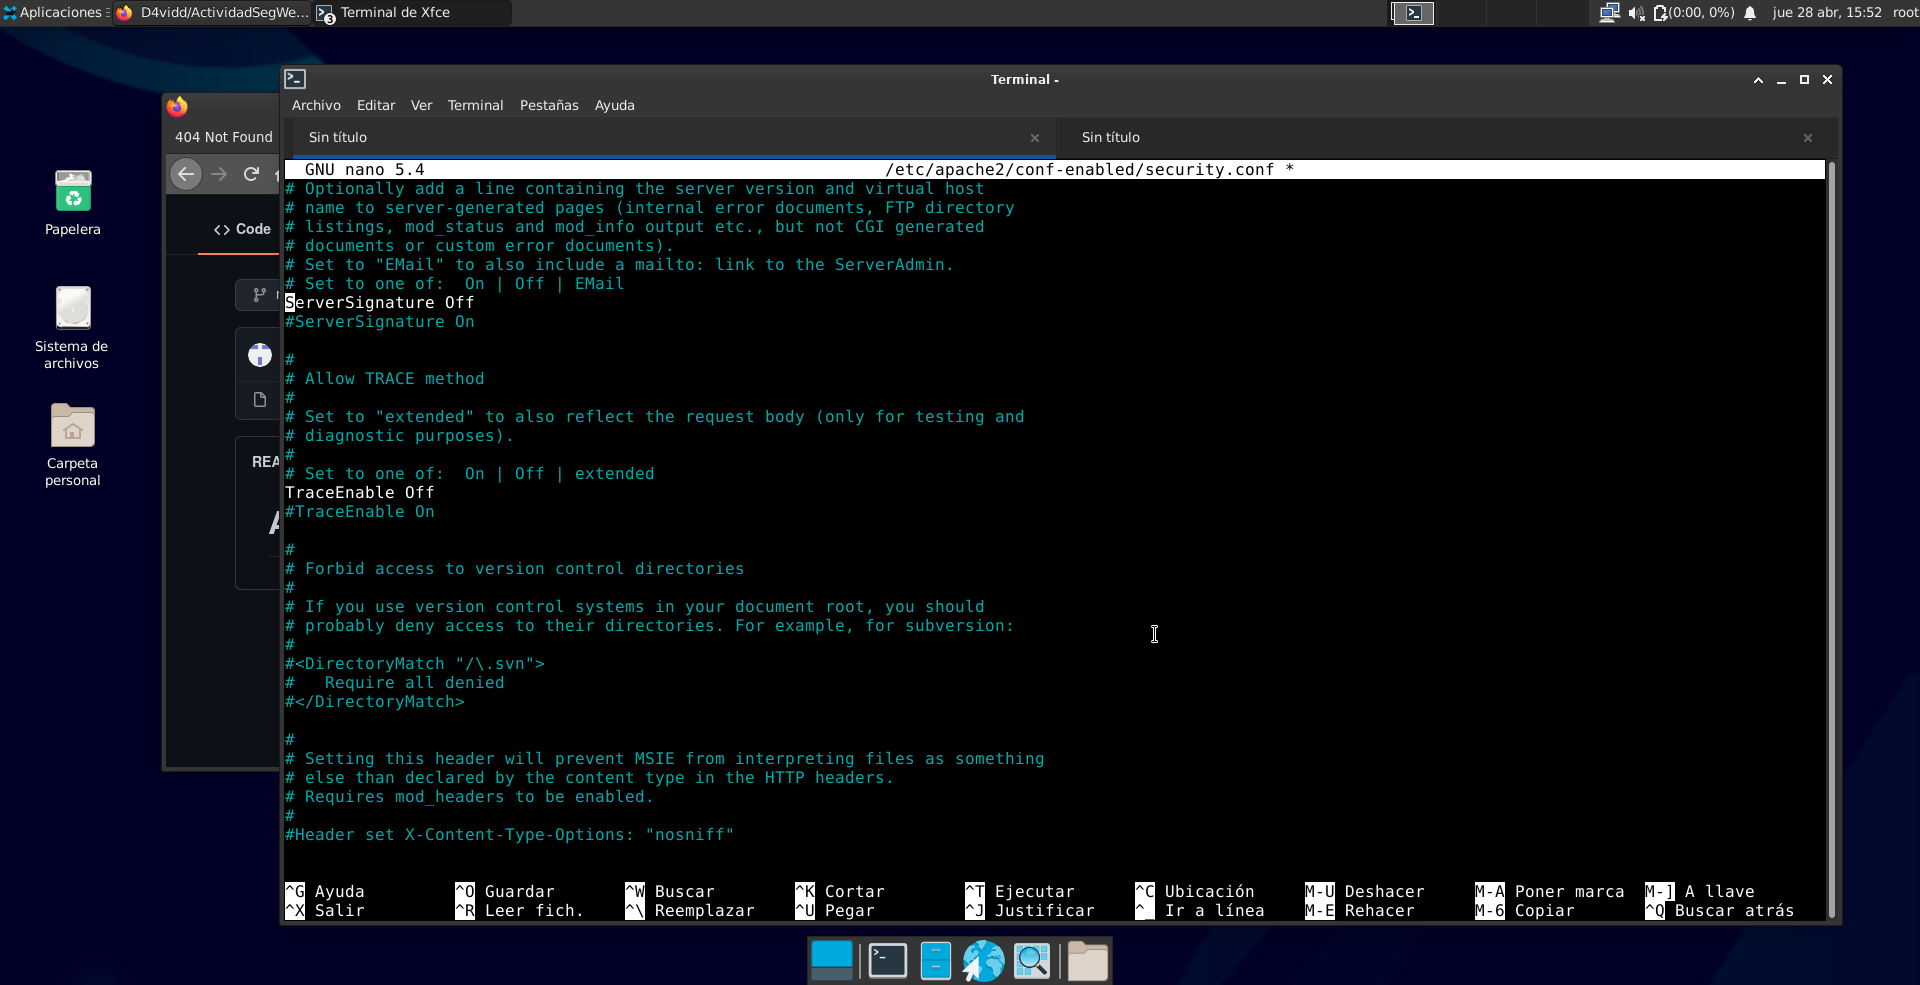 Aplicaciones
D4vidd/ActividadSegWe...
3
Terminal de Xfce
(0:00, 0%)
jue 28 abr, 15:52
root
Terminal -
Archivo Editar Ver Terminal Pestañas Ayuda
404 Not Found
Sin título
Sin título
GNU nano 5.4 /etc/apache2/conf-enabled/security.conf *
# Optionally add a line containing the server version and virtual host
# name to server-generated pages (internal error documents, FTP directory
# listings, mod_status and mod_info output etc., but not CGI generated
# documents or custom error documents).
# Set to "EMail" to also include a mailto: link to the ServerAdmin.
# Set to one of:  On | Off | EMail
ServerSignature Off
#ServerSignature On
#
# Allow TRACE method
#
# Set to "extended" to also reflect the request body (only for testing and
# diagnostic purposes).
#
# Set to one of:  On | Off | extended
TraceEnable Off
#TraceEnable On
#
# Forbid access to version control directories
#
# If you use version control systems in your document root, you should
# probably deny access to their directories. For example, for subversion:
#
#<DirectoryMatch "/\.svn">
#   Require all denied
#</DirectoryMatch>
#
# Setting this header will prevent MSIE from interpreting files as something
# else than declared by the content type in the HTTP headers.
# Requires mod_headers to be enabled.
#
#Header set X-Content-Type-Options: "nosniff"
^G Ayuda ^O Guardar ^W Buscar ^K Cortar ^T Ejecutar ^C Ubicación M-U Deshacer M-A Poner marca M-] A llave
^X Salir ^R Leer fich. ^\ Reemplazar ^U Pegar ^J Justificar ^_ Ir a línea M-E Rehacer M-6 Copiar ^Q Buscar atrás
<> Code
REA
A
Papelera
Sistema de
archivos
Carpeta
personal